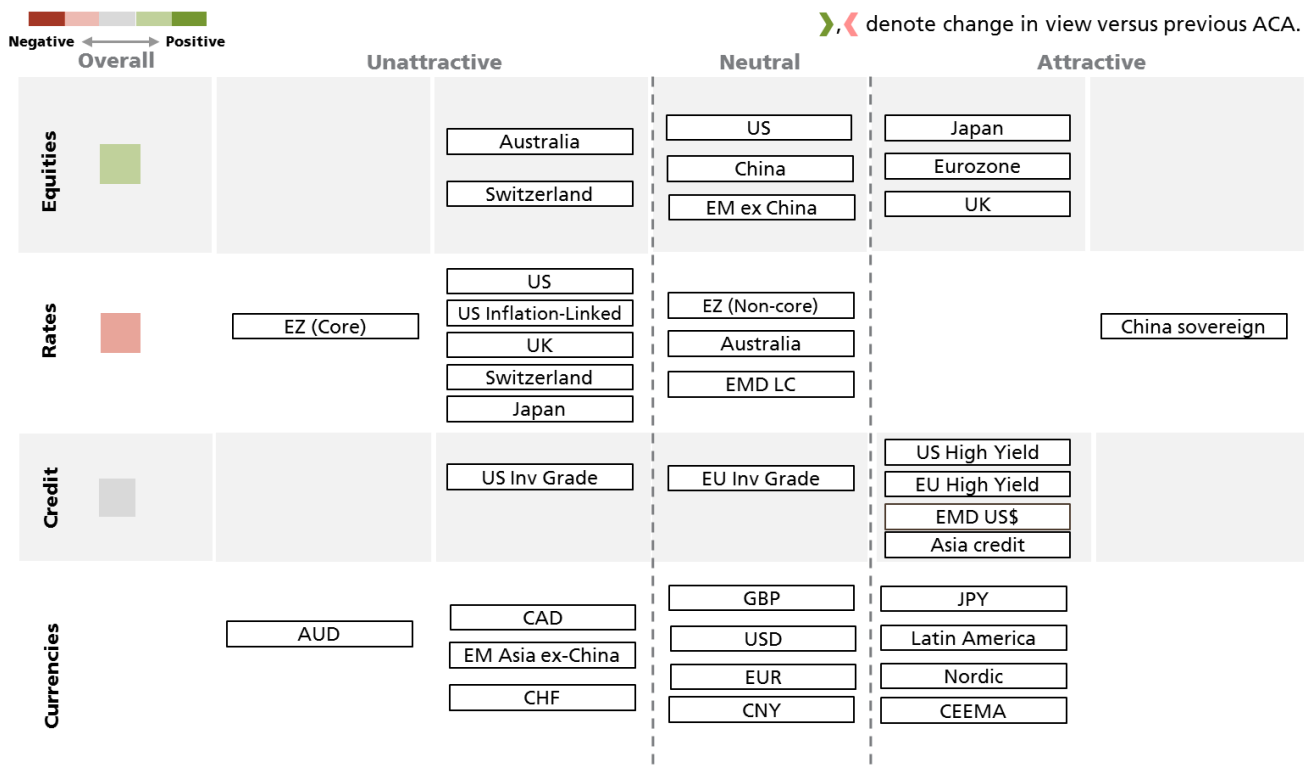 Negative
Positive
, denote change in view versus previous ACA.
Overall
Unattractive
Neutral
Attractive
Equities
Australia
Switzerland
US
China
EM ex China
Japan
Eurozone
UK
Rates
EZ (Core)
US
US Inflation-Linked
UK
Switzerland
Japan
EZ (Non-core)
Australia
EMD LC
China sovereign
Credit
US Inv Grade
EU Inv Grade
US High Yield
EU High Yield
EMD US$
Asia credit
Currencies
AUD
CAD
EM Asia ex-China
CHF
GBP
USD
EUR
CNY
JPY
Latin America
Nordic
CEEMA